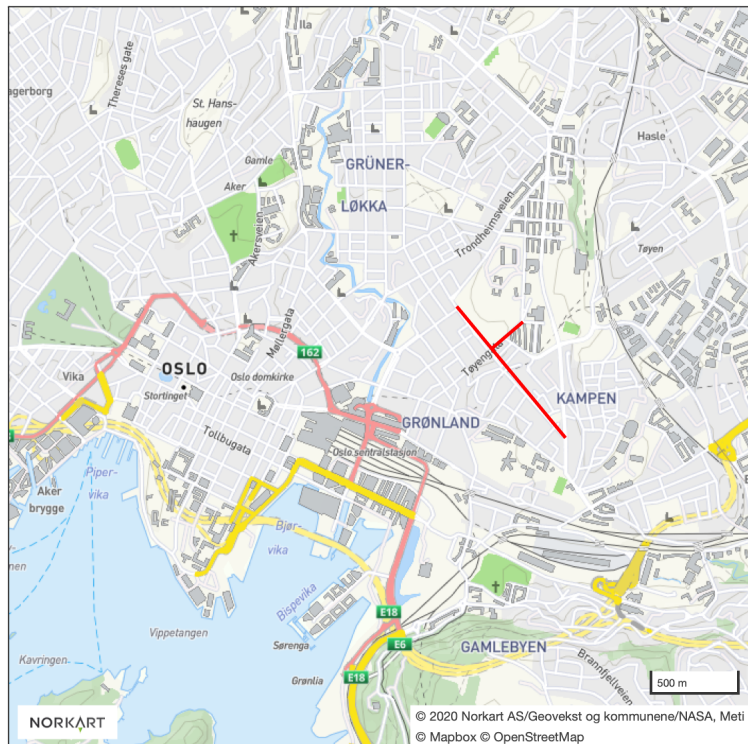 Ila
Thereses gate
agerborg
St. Hans-
haugen
Hasle
Gamle
GRÜNER-
Aker
LØKKA
Akersveien
Trondheimsveien
Tøyen
162
Møllergata
OSLO
Vika
Stortinget
Oslo domkirke
Tøyengata
KAMPEN
Tollbugata
GRØNLAND
Oslo sentralstasjon
Piper-
vika
Aker
brygge
Bjør-
vika
Bispevika
E18
Vippetangen
Sørenga
E6
GAMLEBYEN
Kavringen
Grønlia
E18
Brannfjellveien
500 m
NORKART
© 2020 Norkart AS/Geovekst og kommunene/NASA, Meti
© Mapbox © OpenStreetMap